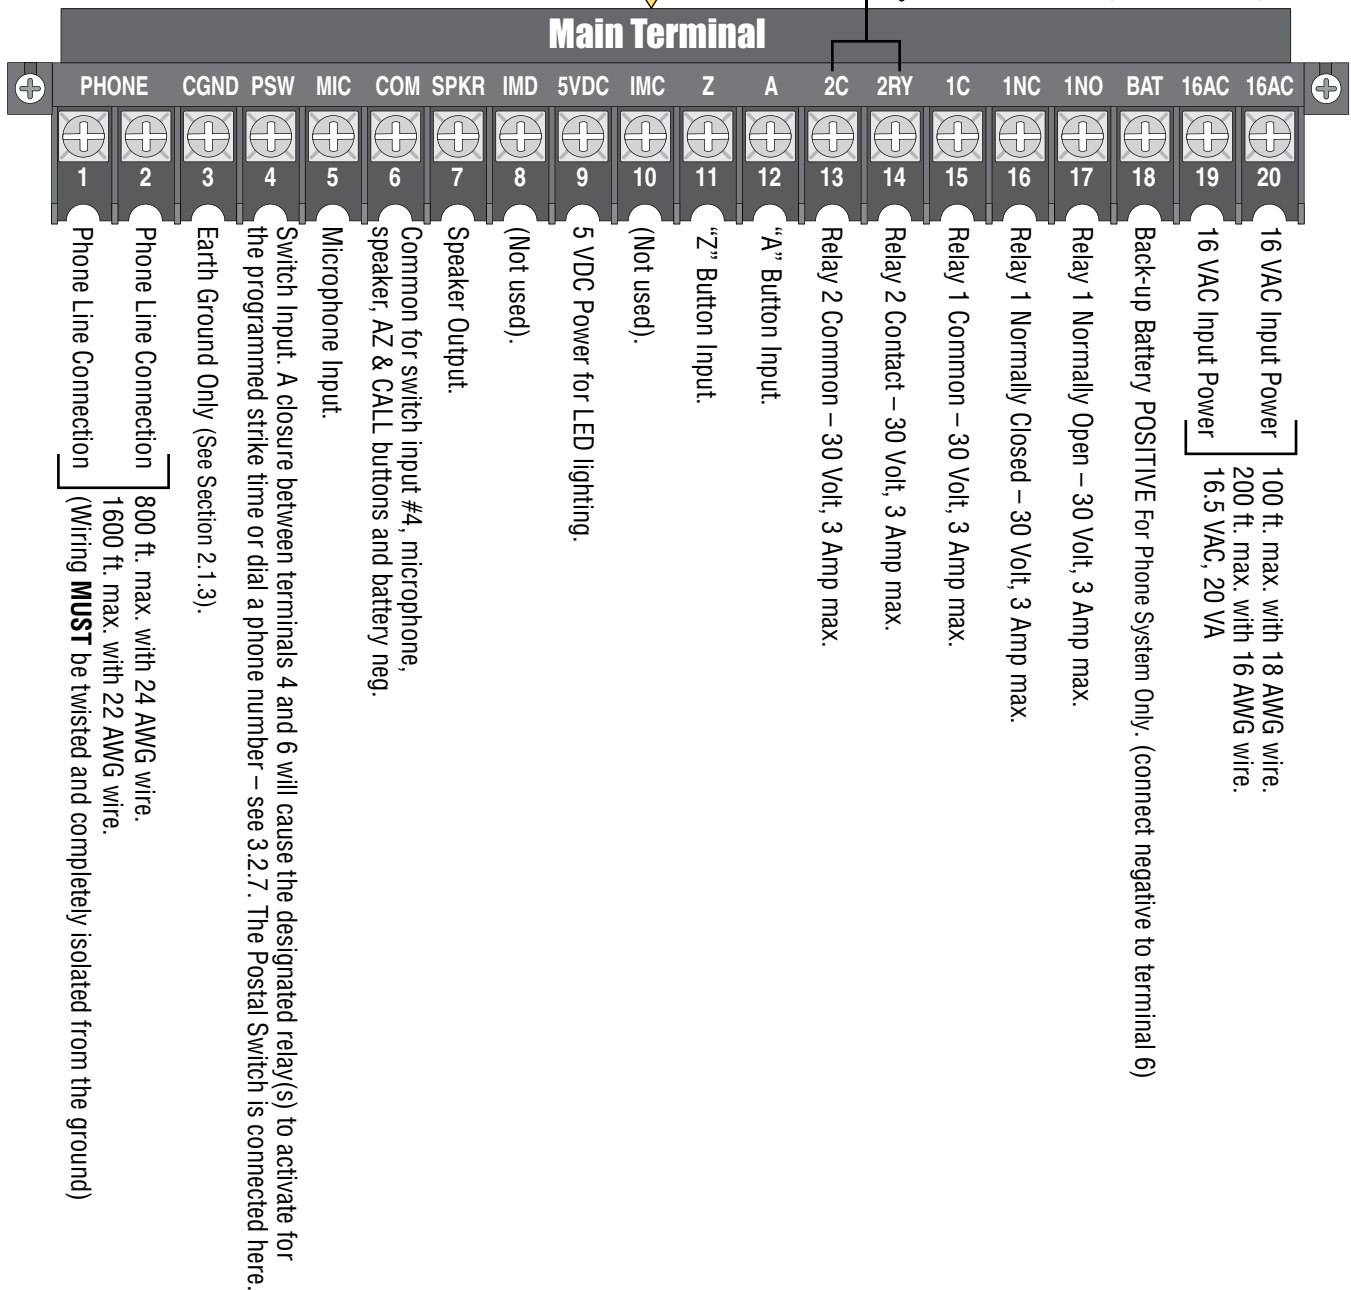 Main Terminal
PHONE CGND PSW MIC COM SPKR IMD 5VDC IMC Z A 2C 2RY 1C 1NC 1NO BAT 16AC 16AC
1 2 3 4 5 6 7 8 9 10 11 12 13 14 15 16 17 18 19 20
Phone Line Connection
Phone Line Connection
800 ft. max. with 24 AWG wire.
1600 ft. max. with 22 AWG wire.
(Wiring MUST be twisted and completely isolated from the ground)
Earth Ground Only (See Section 2.1.3).
Switch Input. A closure between terminals 4 and 6 will cause the designated relay(s) to activate for
the programmed strike time or dial a phone number – see 3.2.7. The Postal Switch is connected here.
Microphone Input.
Common for switch input #4, microphone,
speaker, AZ & CALL buttons and battery neg.
Speaker Output.
(Not used).
5 VDC Power for LED lighting.
(Not used).
“Z” Button Input.
“A” Button Input.
Relay 2 Common – 30 Volt, 3 Amp max.
Relay 2 Contact – 30 Volt, 3 Amp max.
Relay 1 Common – 30 Volt, 3 Amp max.
Relay 1 Normally Closed – 30 Volt, 3 Amp max.
Relay 1 Normally Open – 30 Volt, 3 Amp max.
Back-up Battery POSITIVE For Phone System Only. (connect negative to terminal 6)
16 VAC Input Power
16 VAC Input Power
100 ft. max. with 18 AWG wire.
200 ft. max. with 16 AWG wire.
16.5 VAC, 20 VA